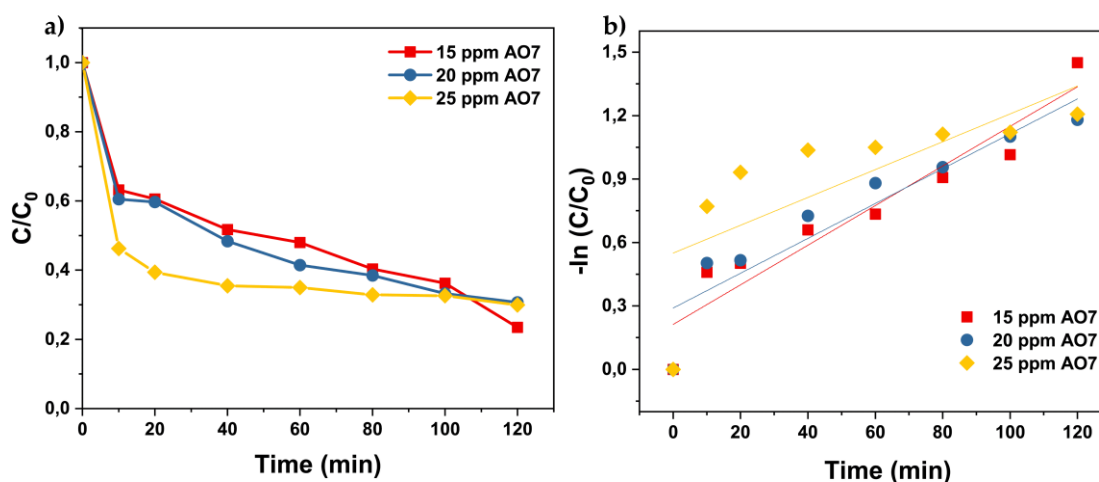 a)
15 ppm AO7
20 ppm AO7
25 ppm AO7
1,0
0,8
0,6
0,4
0,2
0,0
C/C₀
0 20 40 60 80 100 120
Time (min)
b)
1,5
1,2
0,9
0,6
0,3
0,0
-ln (C/C₀)
15 ppm AO7
20 ppm AO7
25 ppm AO7
0 20 40 60 80 100 120
Time (min)